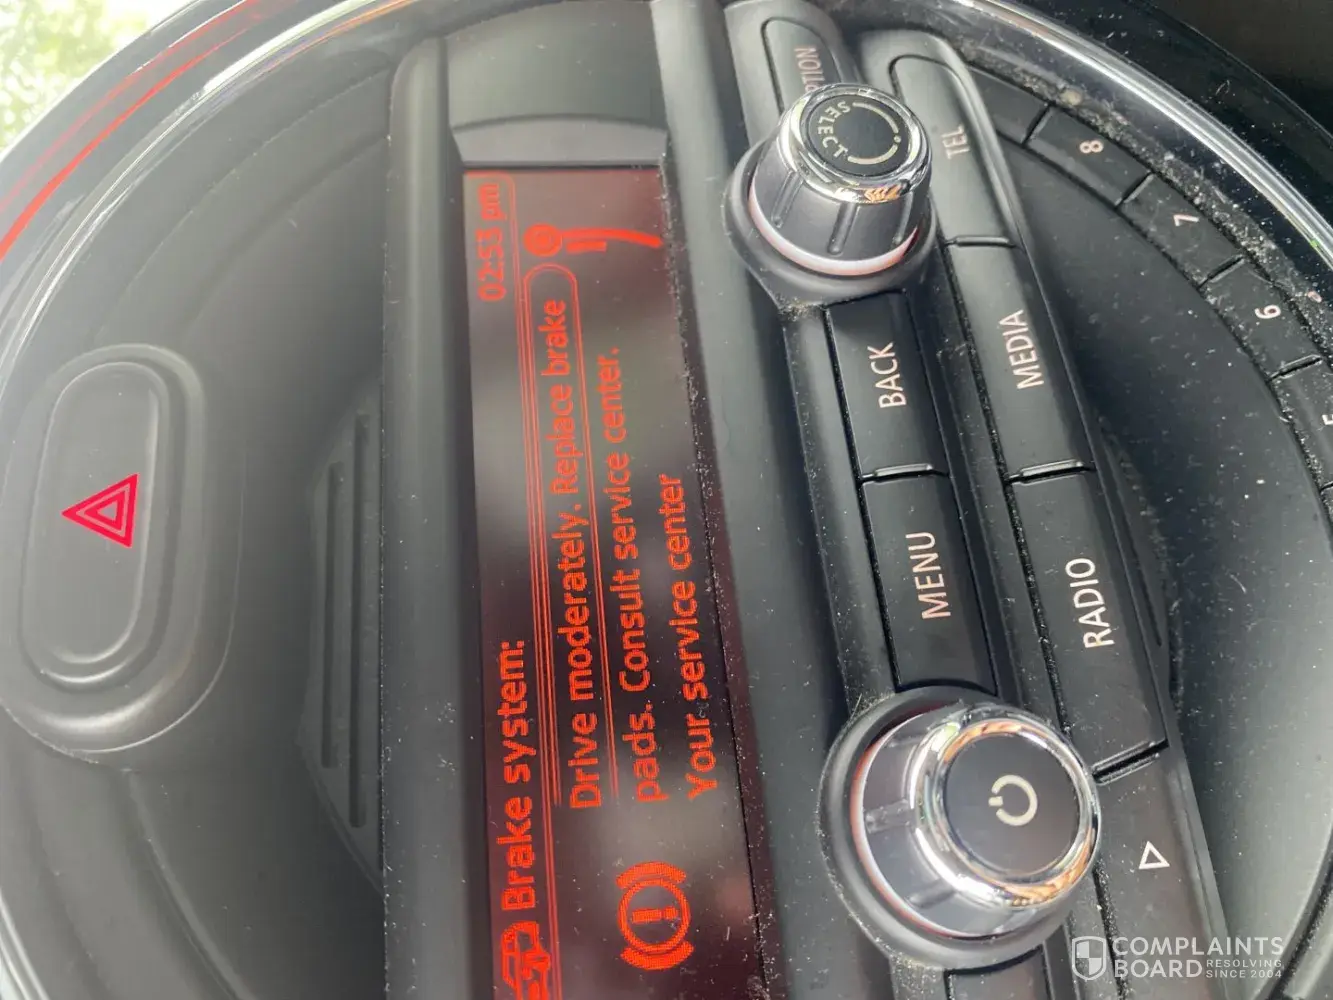 02:53 pm
Brake system:
Drive moderately. Replace brake
pads. Consult service center.
Your service center
SELECT
TEL
BACK
MEDIA
MENU
RADIO
8
7
6
COMPLAINTS
BOARD
RESOLVING
SINCE 2004